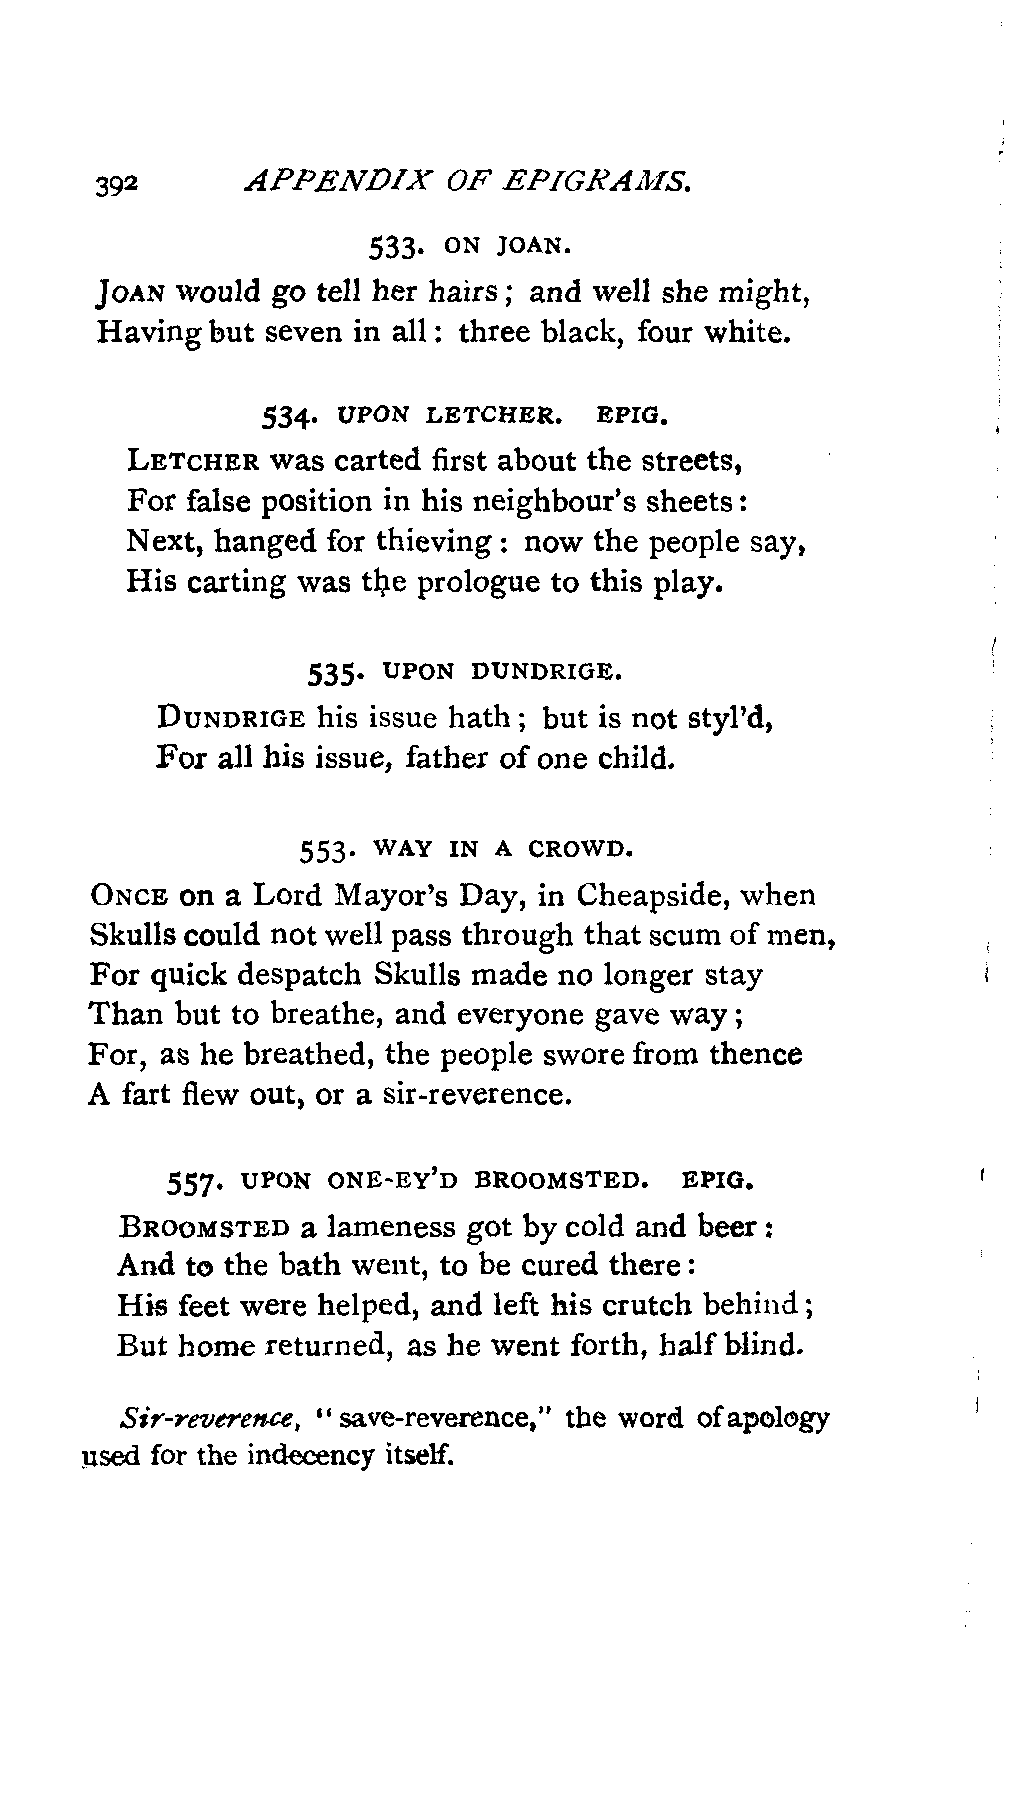 392 APPENDIX OF EPIGRAMS.
533. ON JOAN.
JOAN would go tell her hairs; and well she might,
Having but seven in all: three black, four white.
534. UPON LETCHER. EPIG.
LETCHER was carted first about the streets,
For false position in his neighbour's sheets:
Next, hanged for thieving: now the people say,
His carting was the prologue to this play.
535. UPON DUNDRIGE.
DUNDRIGE his issue hath; but is not styl'd,
For all his issue, father of one child.
553. WAY IN A CROWD.
ONCE on a Lord Mayor's Day, in Cheapside, when
Skulls could not well pass through that scum of men,
For quick despatch Skulls made no longer stay
Than but to breathe, and everyone gave way;
For, as he breathed, the people swore from thence
A fart flew out, or a sir-reverence.
557. UPON ONE-EY'D BROOMSTED. EPIG.
BROOMSTED a lameness got by cold and beer:
And to the bath went, to be cured there:
His feet were helped, and left his crutch behind;
But home returned, as he went forth, half blind.
Sir-reverence, "save-reverence," the word of apology
used for the indecency itself.